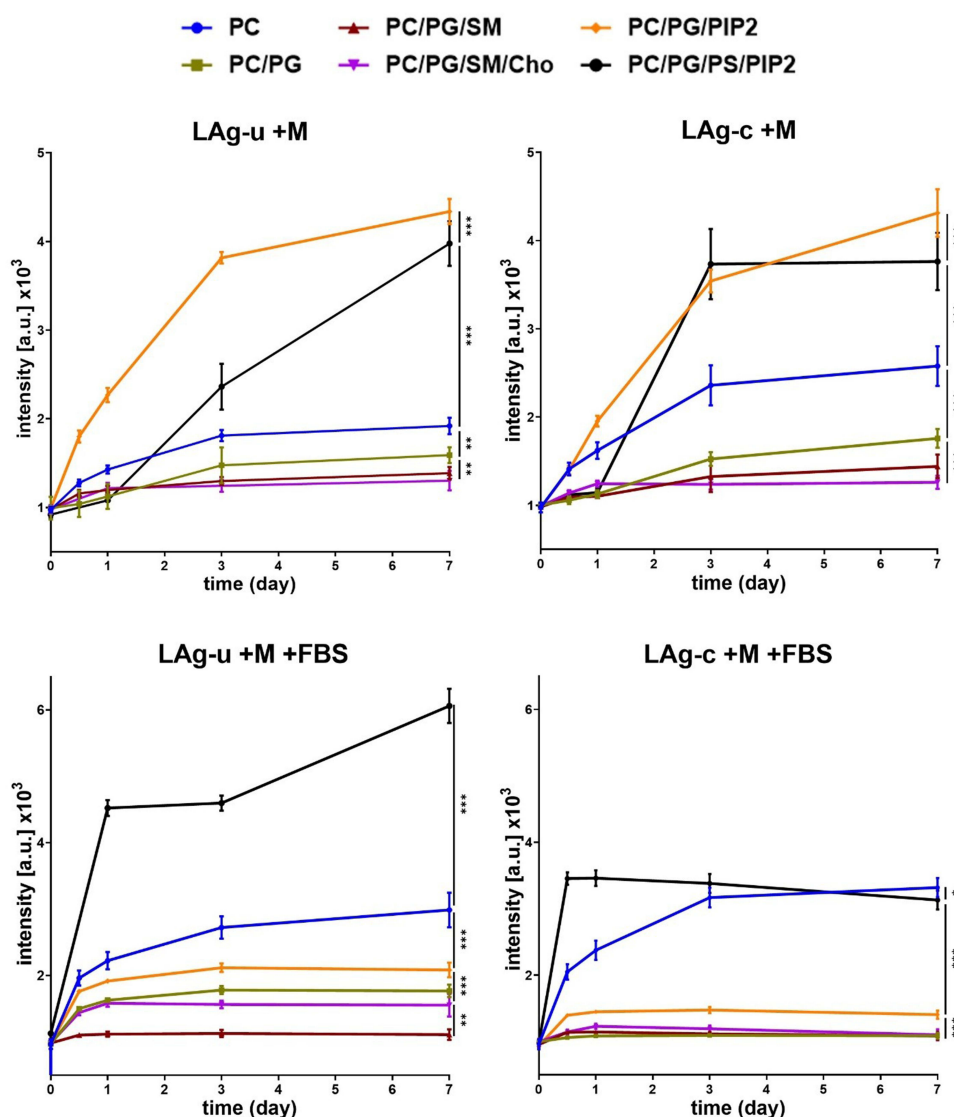 PC PC/PG/SM PC/PG/PIP2
PC/PG PC/PG/SM/Cho PC/PG/PS/PIP2
LAg-u +M
5
4
3
2
1
0 1 2 3 4 5 6 7
intensity [a.u.] x10³
time (day)
***
***
**
**
LAg-c +M
5
4
3
2
1
0 1 2 3 4 5 6 7
intensity [a.u.] x10³
time (day)
LAg-u +M +FBS
6
4
2
0 1 2 3 4 5 6 7
intensity [a.u.] x10³
time (day)
***
***
***
**
LAg-c +M +FBS
6
4
2
0 1 2 3 4 5 6 7
intensity [a.u.] x10³
time (day)
***
***